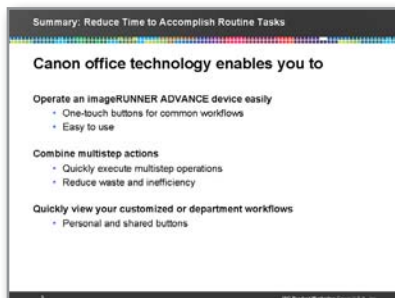 Summary: Reduce Time to Accomplish Routine Tasks
Canon office technology enables you to
Operate an imageRUNNER ADVANCE device easily
• One-touch buttons for common workflows
• Easy to use
Combine multistep actions
• Quickly execute multistep operations
• Reduce waste and inefficiency
Quickly view your customized or department workflows
• Personal and shared buttons